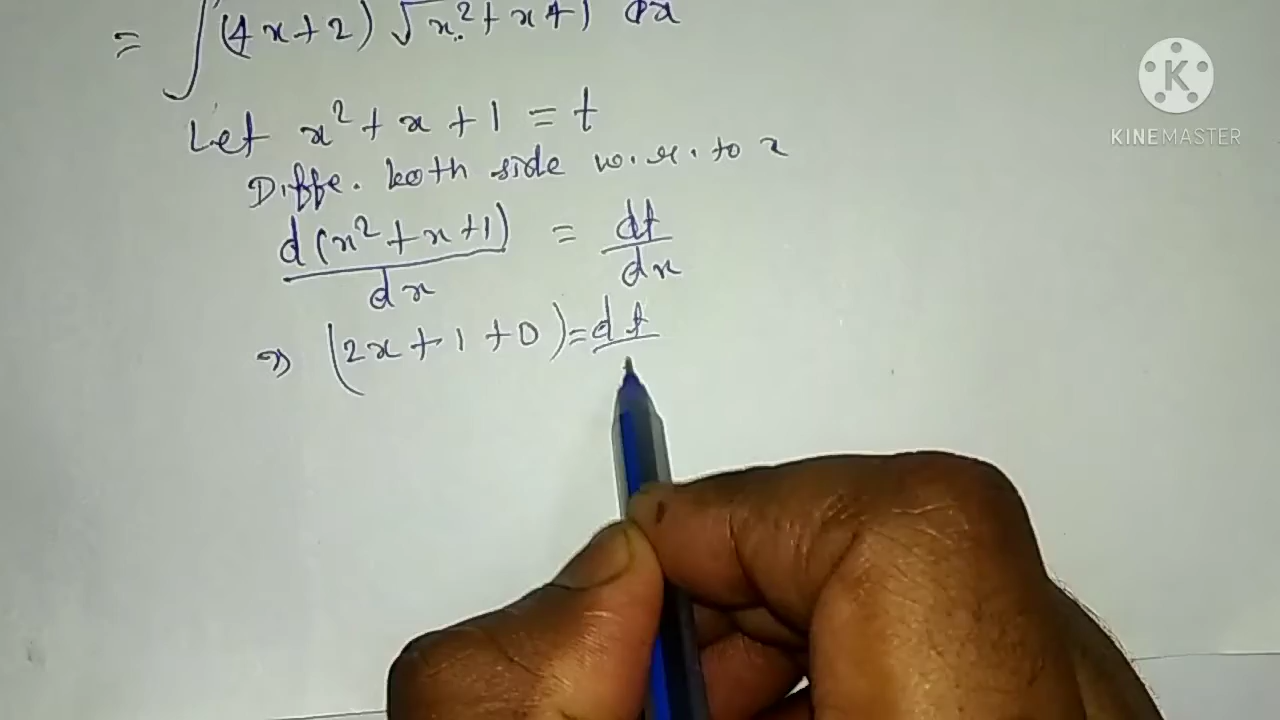 = ∫(4x+2) √x²+x+1 dx
Let x²+x+1 = t
Diffe. both side w.r.to x
d(x²+x+1)/dx = dt/dx
⇒ (2x+1+0)=dt
KINEMASTER